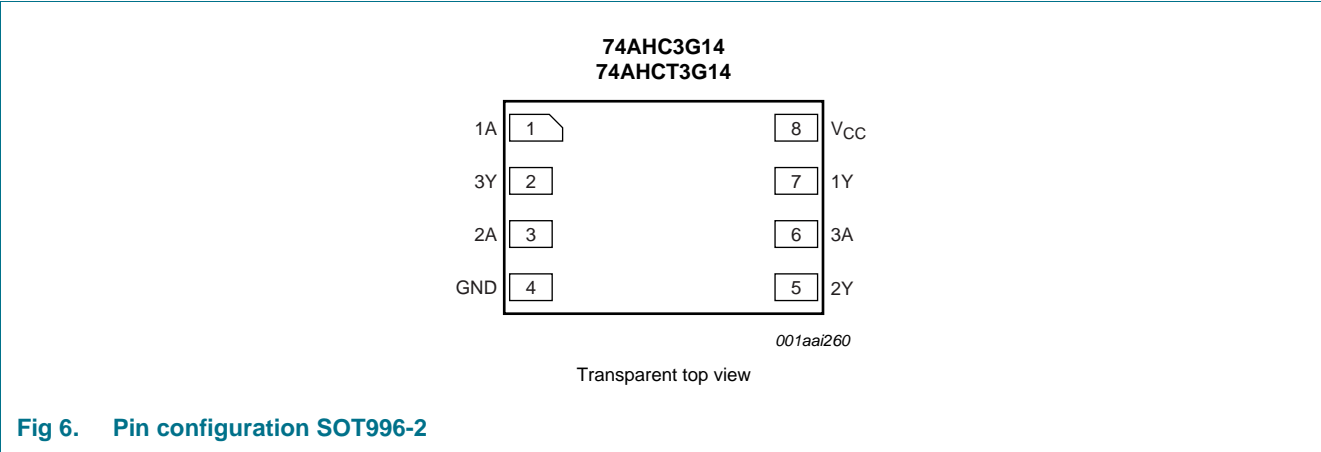 74AHC3G14
74AHCT3G14
1A 1 8 VCC
3Y 2 7 1Y
2A 3 6 3A
GND 4 5 2Y
001aai260
Transparent top view
Fig 6. Pin configuration SOT996-2